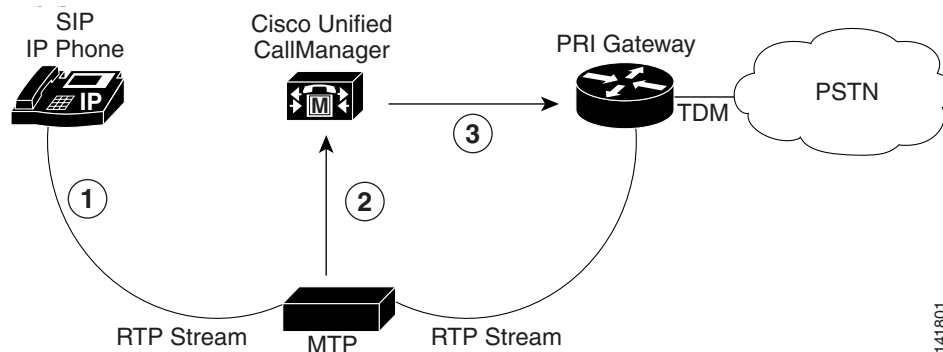 SIP
IP Phone
Cisco Unified
CallManager
PRI Gateway
IP
M
TDM
PSTN
3
1
2
RTP Stream
MTP
RTP Stream
141801